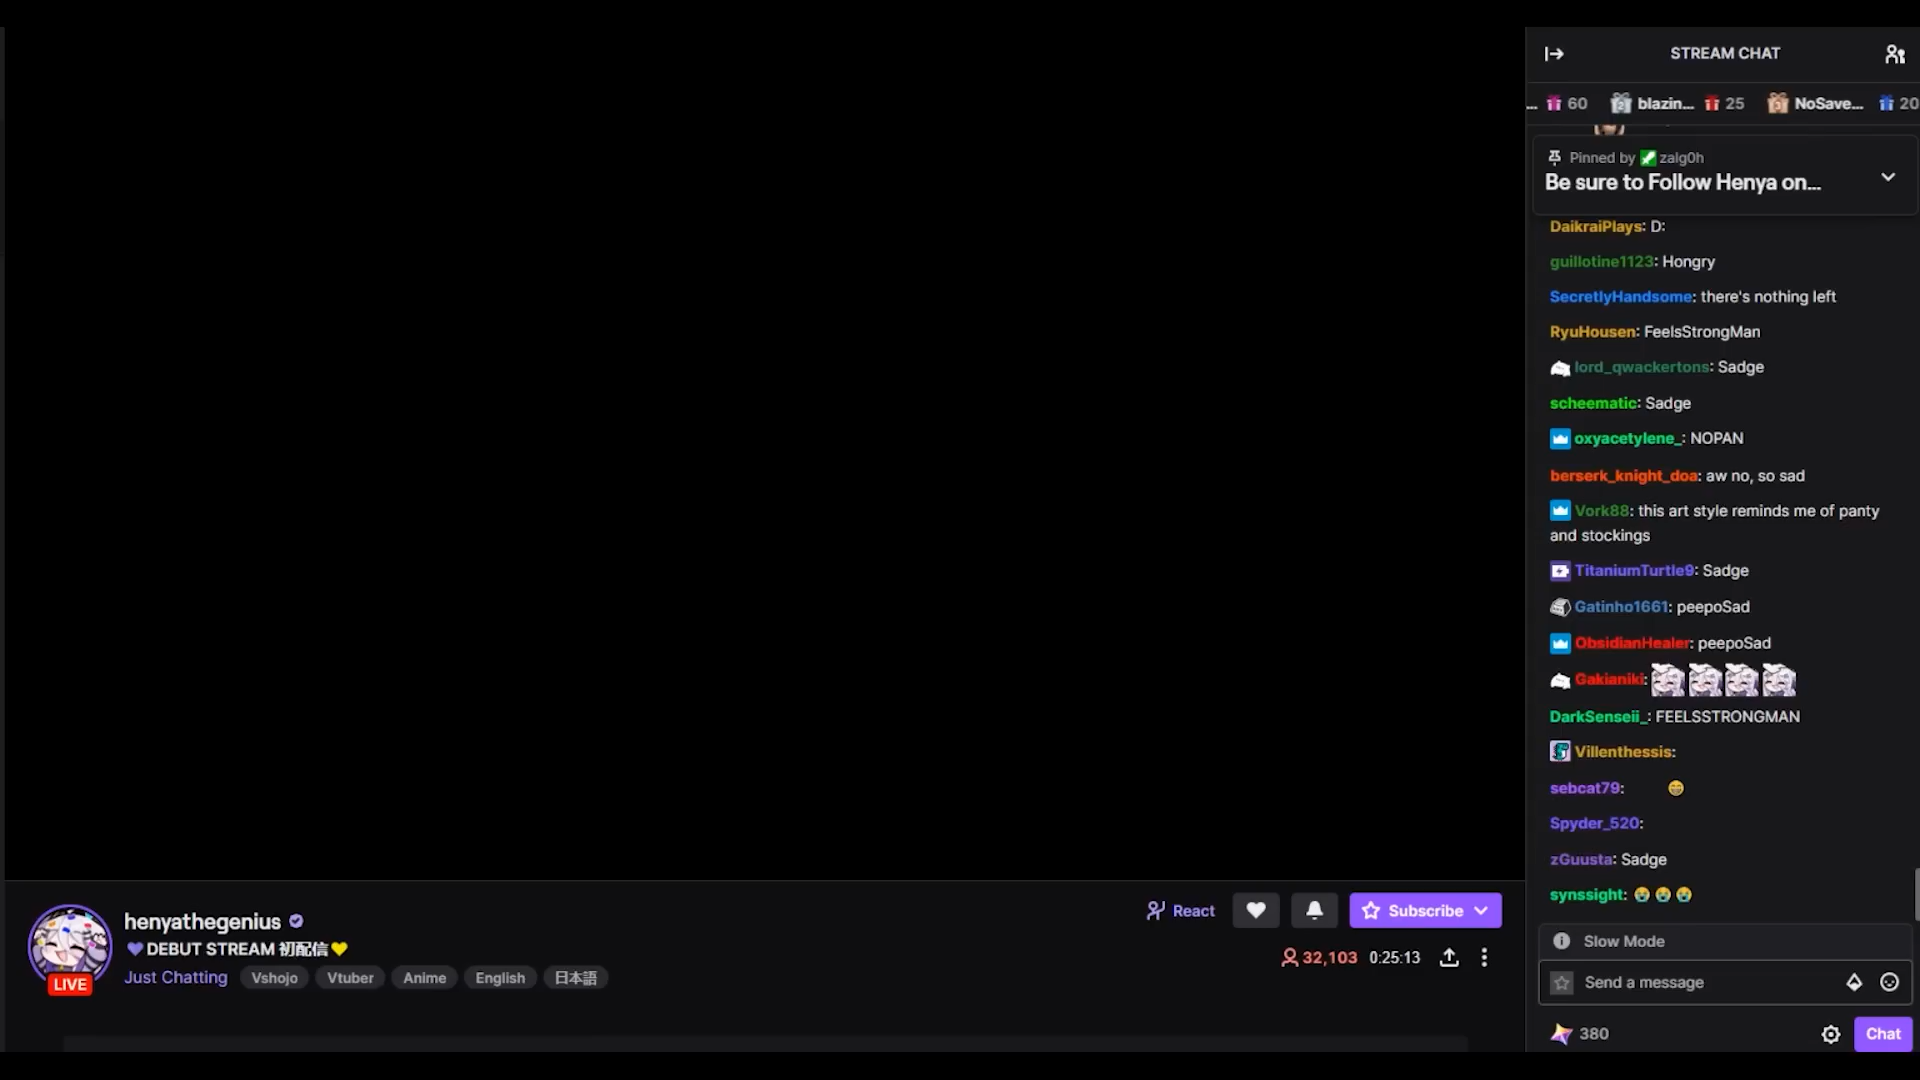 STREAM CHAT
... 60 blazin... 25 NoSave... 20
Pinned by zalg0h
Be sure to Follow Henya on...
DaikraiPlays: D:
guillotine1123: Hongry
SecretlyHandsome: there's nothing left
RyuHousen: FeelsStrongMan
lord_qwackertons: Sadge
scheematic: Sadge
oxyacetylene_: NOPAN
berserk_knight_doa: aw no, so sad
Vork88: this art style reminds me of panty
and stockings
TitaniumTurtle9: Sadge
Gatinho1661: peepoSad
ObsidianHealer: peepoSad
Gakianiki:
DarkSenseii_: FEELSSTRONGMAN
Villenthessis:
sebcat79: 😁
Spyder_520:
zGuusta: Sadge
synssight: 😭 😭 😭
Slow Mode
Send a message
380
Chat
henyathegenius
💜DEBUT STREAM 初配信💛
Just Chatting Vshojo Vtuber Anime English 日本語
LIVE
React
Subscribe
32,103 0:25:13